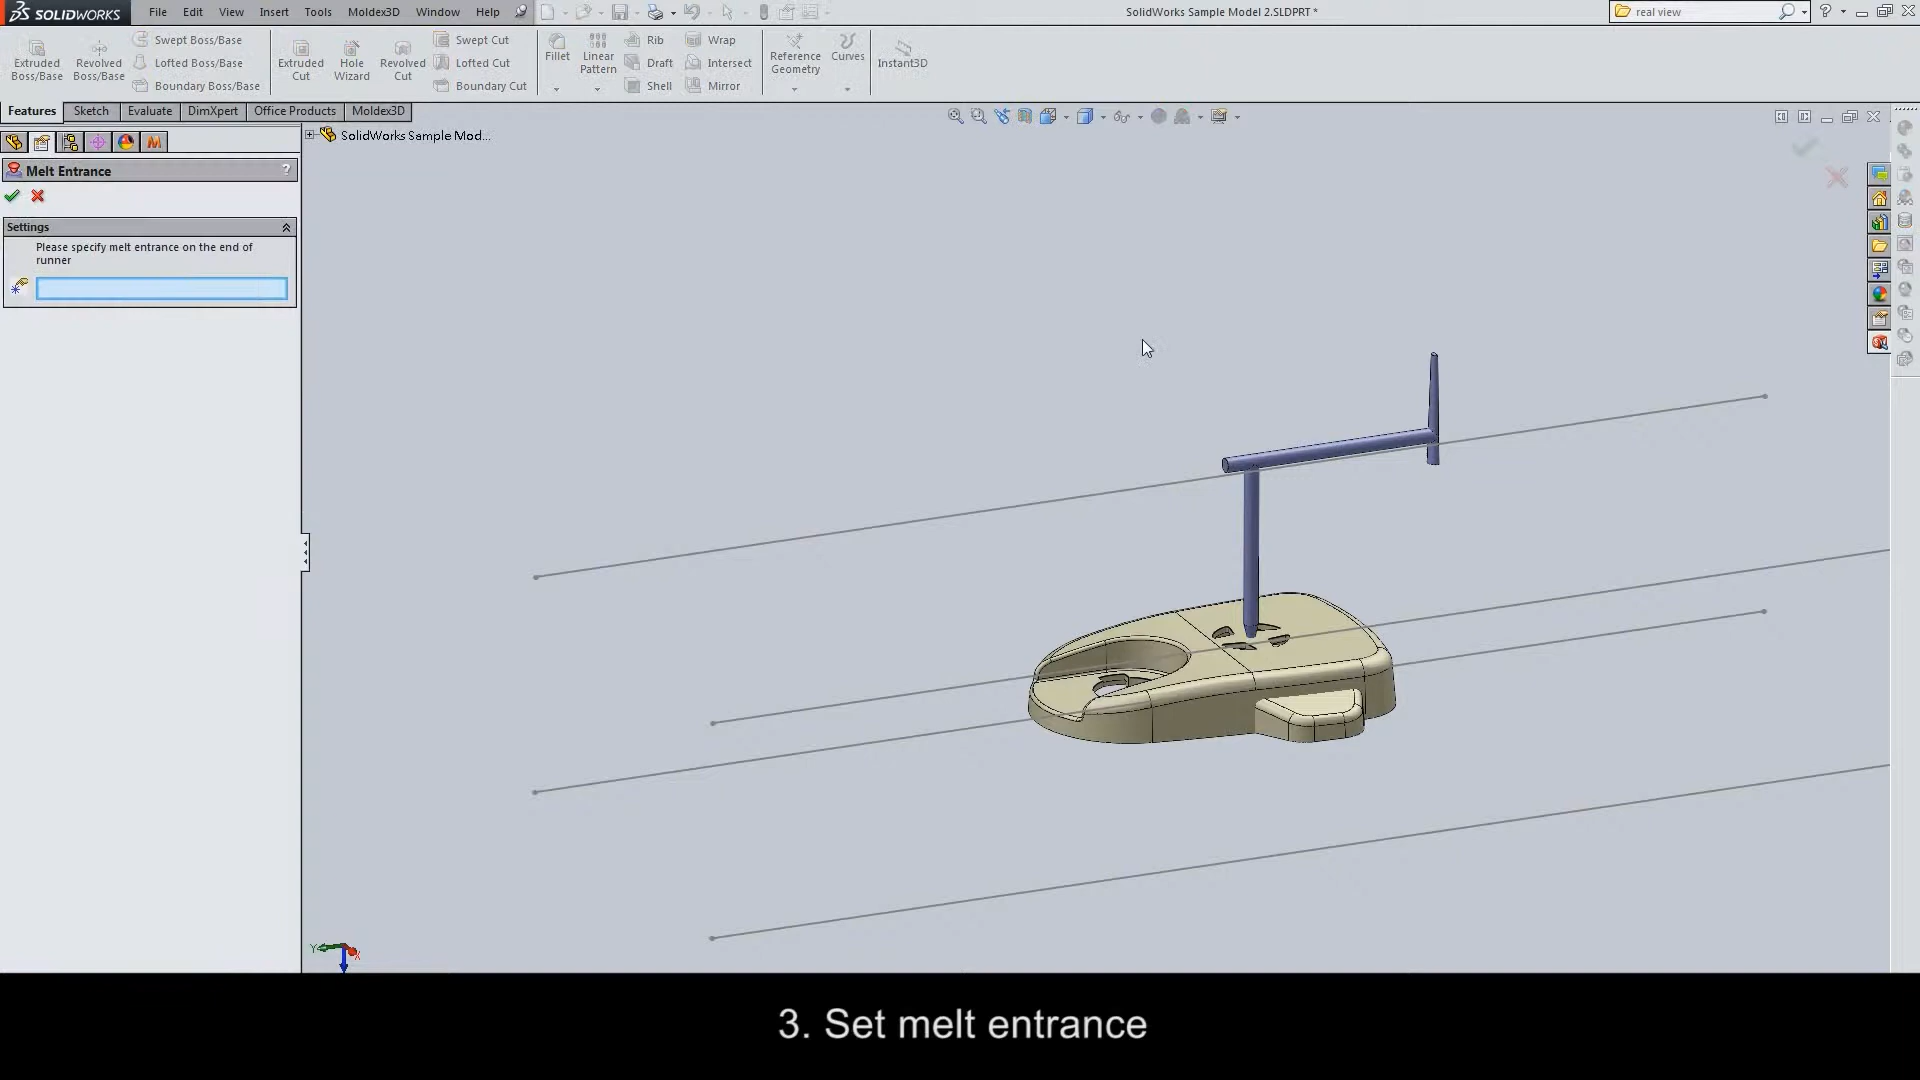 SOLIDWORKS
File Edit View Insert Tools Moldex3D Window Help
SolidWorks Sample Model 2.SLDPRT *
real view
Extruded Boss/Base
Revolved Boss/Base
Swept Boss/Base
Lofted Boss/Base
Boundary Boss/Base
Extruded Cut
Hole Wizard
Revolved Cut
Swept Cut
Lofted Cut
Boundary Cut
Fillet
Linear Pattern
Rib
Draft
Shell
Wrap
Intersect
Mirror
Reference Geometry
Curves
Instant3D
Features Sketch Evaluate DimXpert Office Products Moldex3D
SolidWorks Sample Mod...
Melt Entrance ?
Settings
Please specify melt entrance on the end of
runner
Y
X
3. Set melt entrance